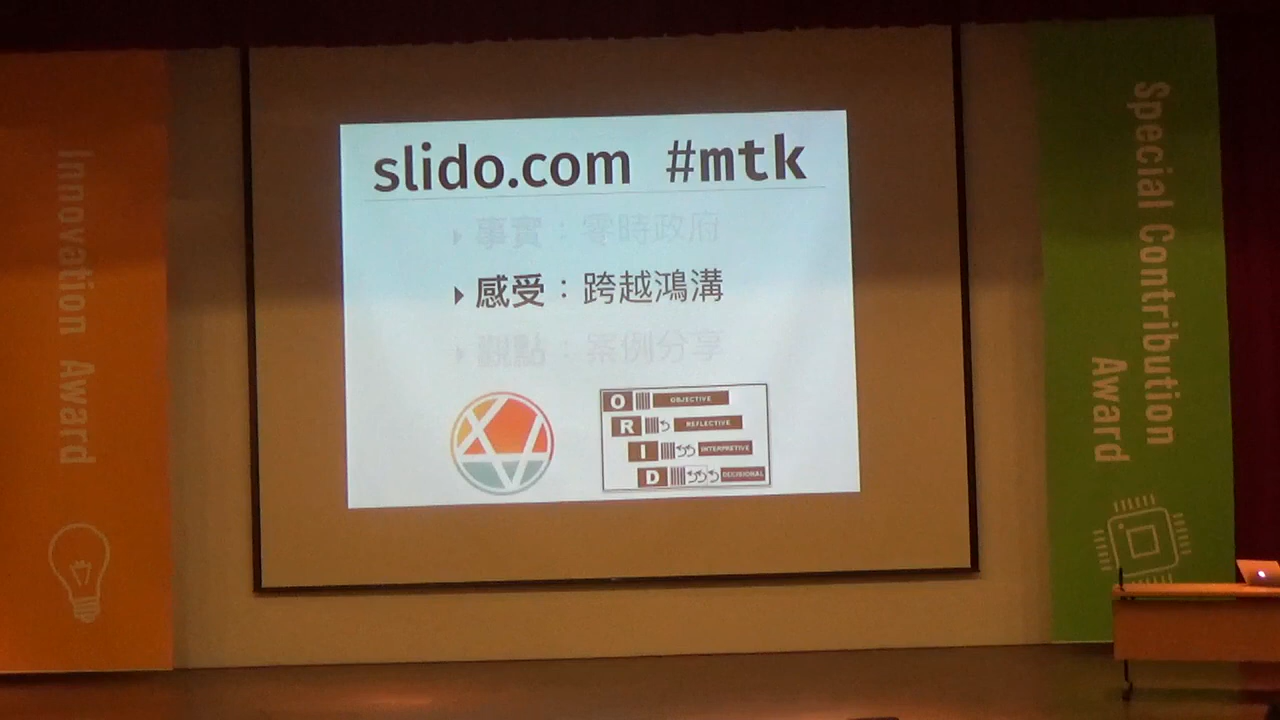 Innovation Award
slido.com #mtk
事實：零時政府
感受：跨越鴻溝
觀點：案例分享
O OBJECTIVE
R REFLECTIVE
I INTERPRETIVE
D DECISIONAL
Special Contribution
Award